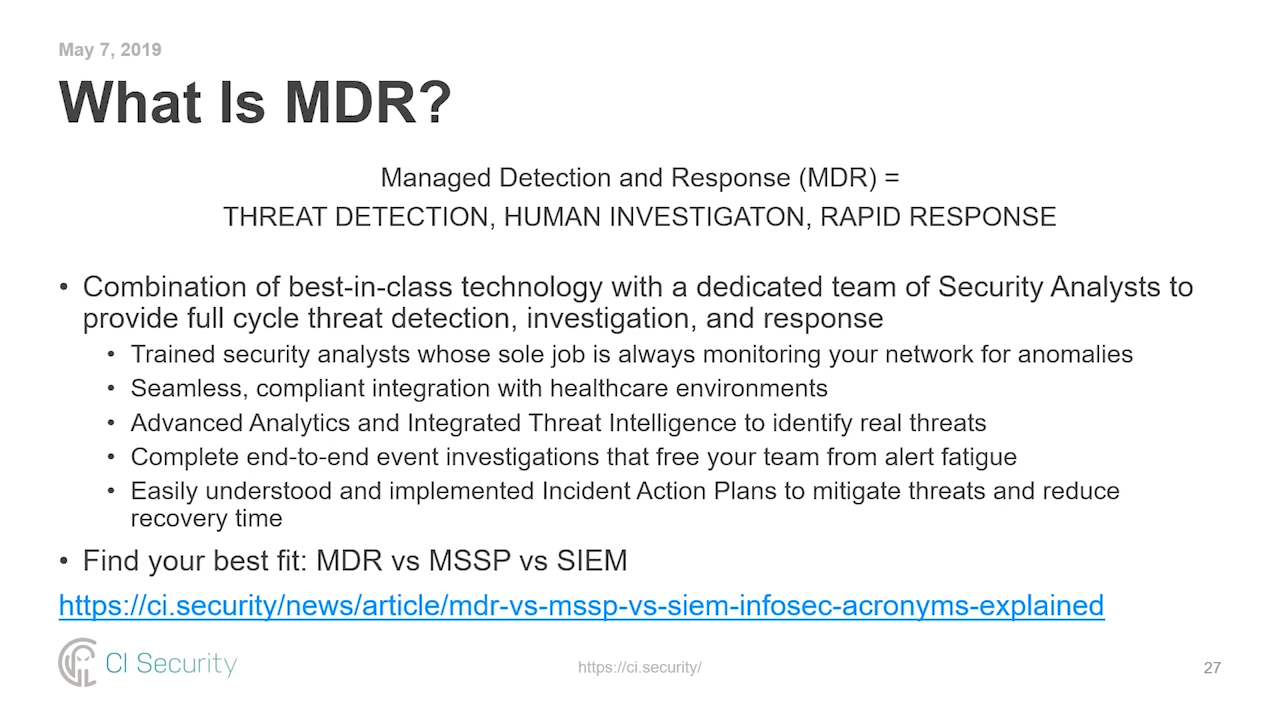 May 7, 2019
What Is MDR?
Managed Detection and Response (MDR) =
THREAT DETECTION, HUMAN INVESTIGATON, RAPID RESPONSE
• Combination of best-in-class technology with a dedicated team of Security Analysts to
provide full cycle threat detection, investigation, and response
• Trained security analysts whose sole job is always monitoring your network for anomalies
• Seamless, compliant integration with healthcare environments
• Advanced Analytics and Integrated Threat Intelligence to identify real threats
• Complete end-to-end event investigations that free your team from alert fatigue
• Easily understood and implemented Incident Action Plans to mitigate threats and reduce
recovery time
• Find your best fit: MDR vs MSSP vs SIEM
https://ci.security/news/article/mdr-vs-mssp-vs-siem-infosec-acronyms-explained
CI Security
https://ci.security/
27